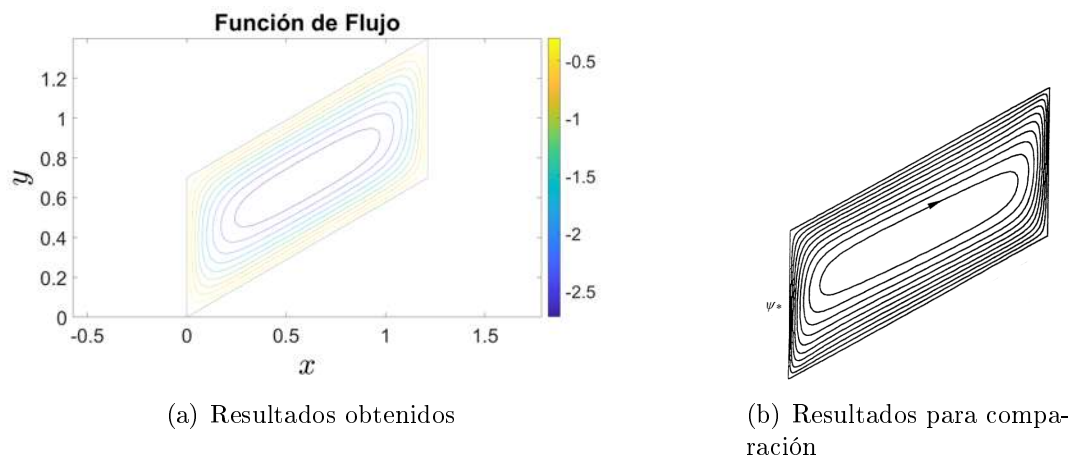 Función de Flujo
1.2
1
0.8
0.6
0.4
0.2
0
y
-0.5 0 0.5 1 1.5
x
-0.5
-1
-1.5
-2
-2.5
ψ*
(a) Resultados obtenidos
(b) Resultados para compa-
ración